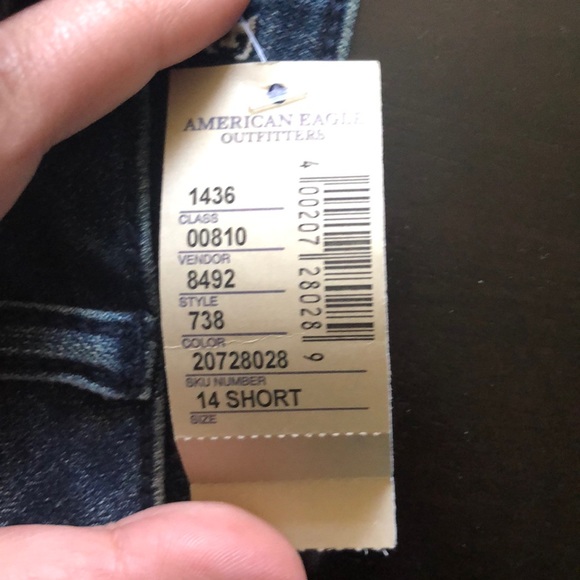 AMERICAN EAGLE
OUTFITTERS
1436
CLASS
00810
VENDOR
8492
STYLE
738
COLOR
20728028
SKU NUMBER
14 SHORT
SIZE
4 00207 28028 9